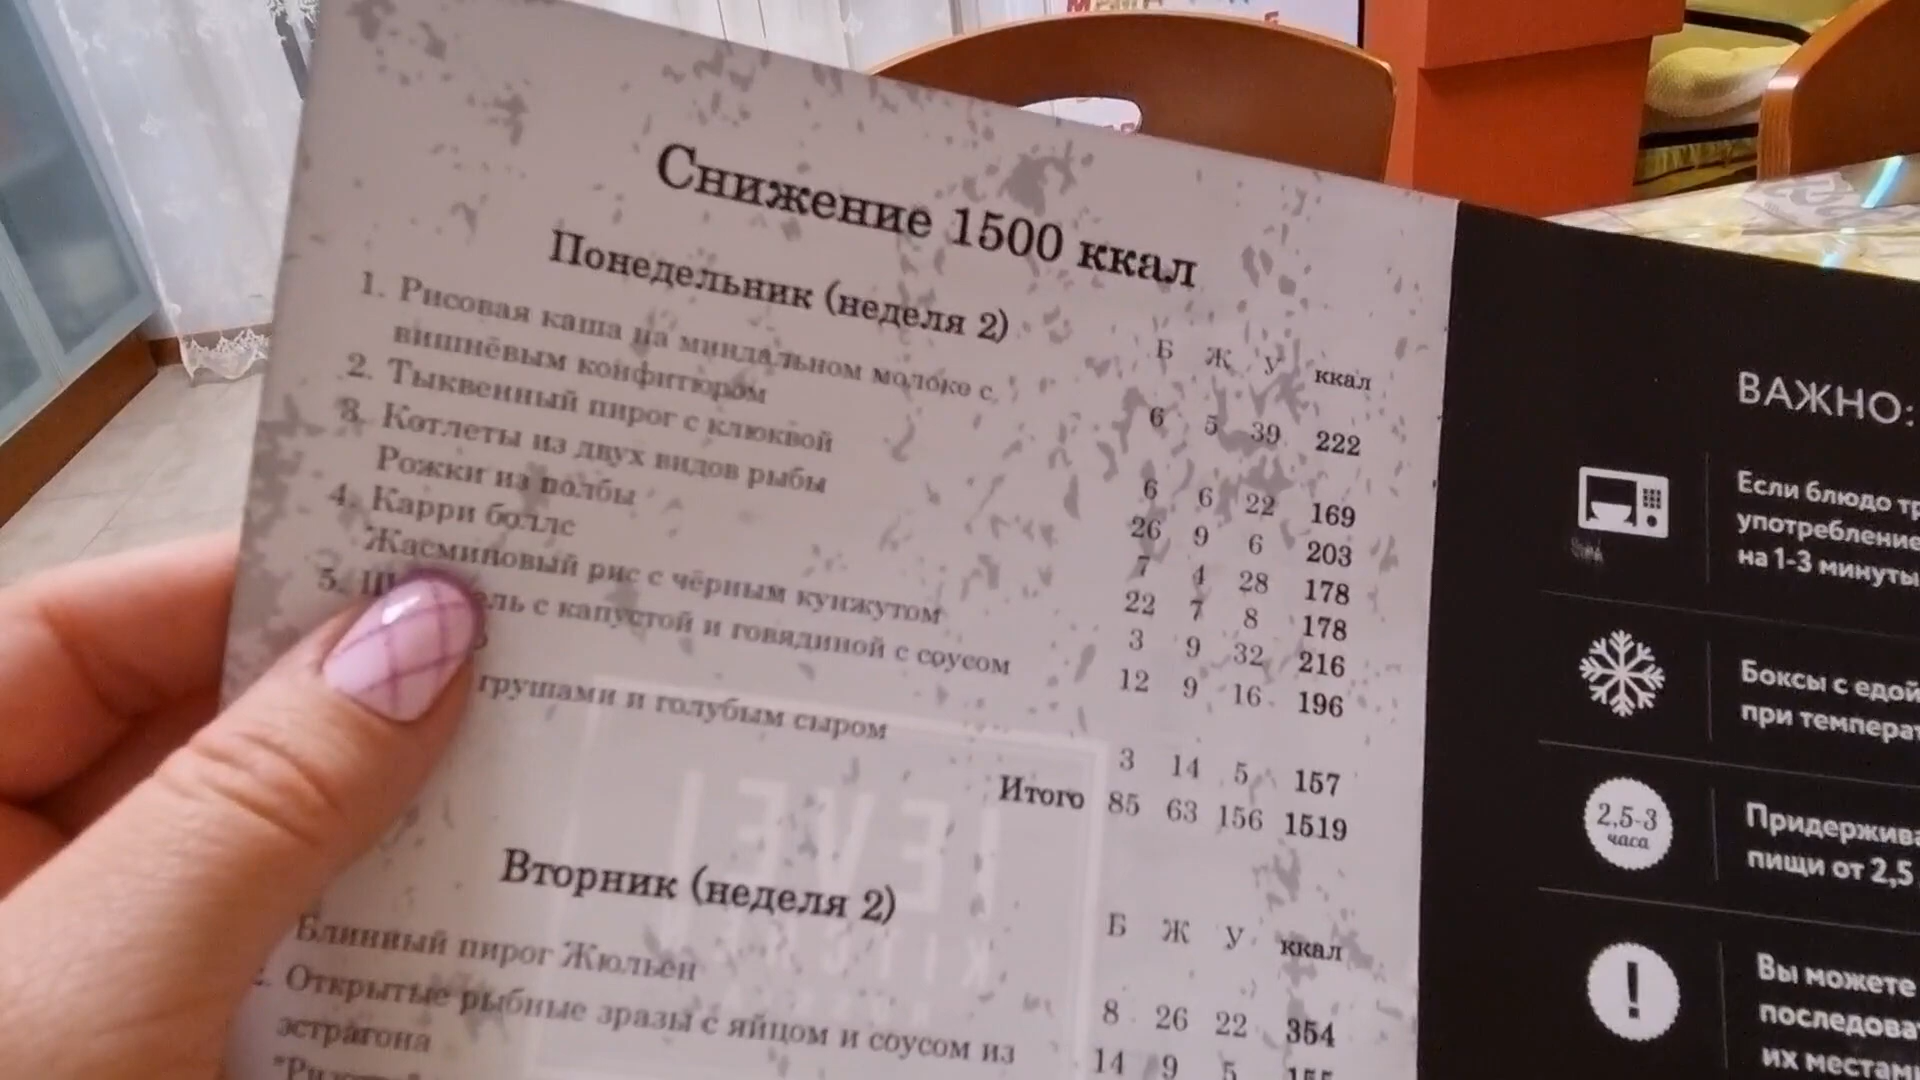 Снижение 1500 ккал
Понедельник (неделя 2)
Б Ж У ккал
1. Рисовая каша на миндальном молоке с
вишнёвым конфитюром
6 5 39 222
2. Тыквенный пирог с клюквой
6 6 22 169
3. Котлеты из двух видов рыбы
26 9 6 203
Рожки из полбы
7 4 28 178
4. Карри боллс
22 7 8 178
Жасминовый рис с чёрным кунжутом
3 9 32 216
5. с капустой и говядиной с соусом
12 9 16 196
грушами и голубым сыром
3 14 5 157
Итого 85 63 156 1519
Вторник (неделя 2)
Б Ж У ккал
Блинный пирог Жюльен
8 26 22 354
Открытые рыбные зразы с яйцом и соусом из
эстрагона
14 9 5 155
ВАЖНО:
Если блюдо
употребление
на 1-3 минуты
Боксы с едой
при
2,5-3
часа
пищи от 2,5
!
Вы можете
их